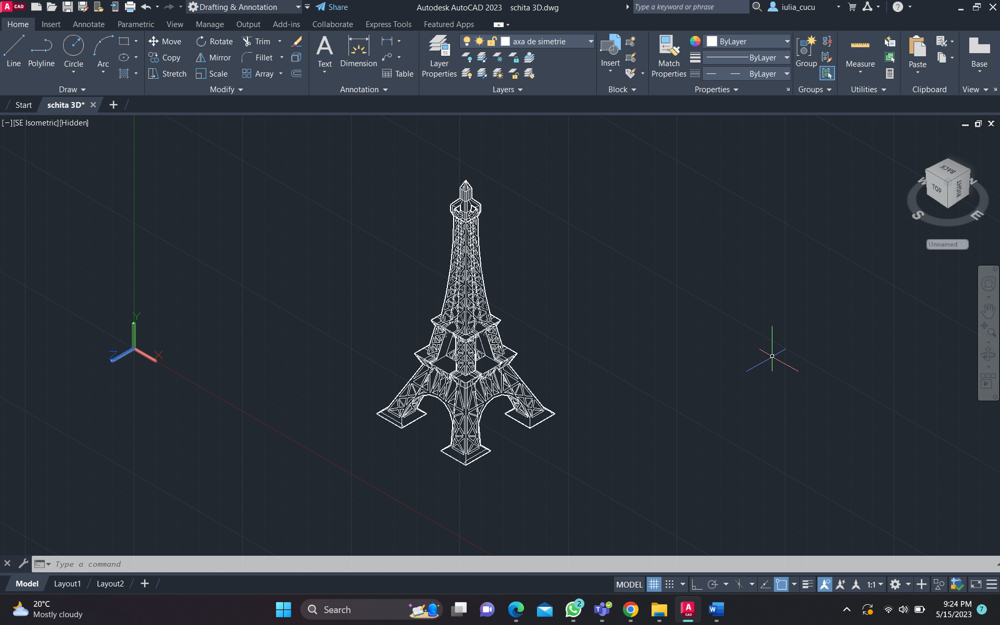 A CAD Drafting & Annotation Share Autodesk AutoCAD 2023 schita 3D.dwg Type a keyword or phrase iulia_cucu
Home Insert Annotate Parametric View Manage Output Add-ins Collaborate Express Tools Featured Apps
Line Polyline Circle Arc
Move Rotate Trim
Copy Mirror Fillet
Stretch Scale Array
Text Dimension Table
Layer Properties
axa de simetrie
Insert
Match Properties
ByLayer
ByLayer
ByLayer
Group Measure Paste Base
Draw Modify Annotation Layers Block Properties Groups Utilities Clipboard View
Start schita 3D* +
[−][SE Isometric][Hidden]
BACK
TOP RIGHT
W N
S E
Unnamed
Y
Z X
Type a command
Model Layout1 Layout2 + MODEL 1:1
20°C
Mostly cloudy
Search
2
A CAD
9:24 PM
5/15/2023
7